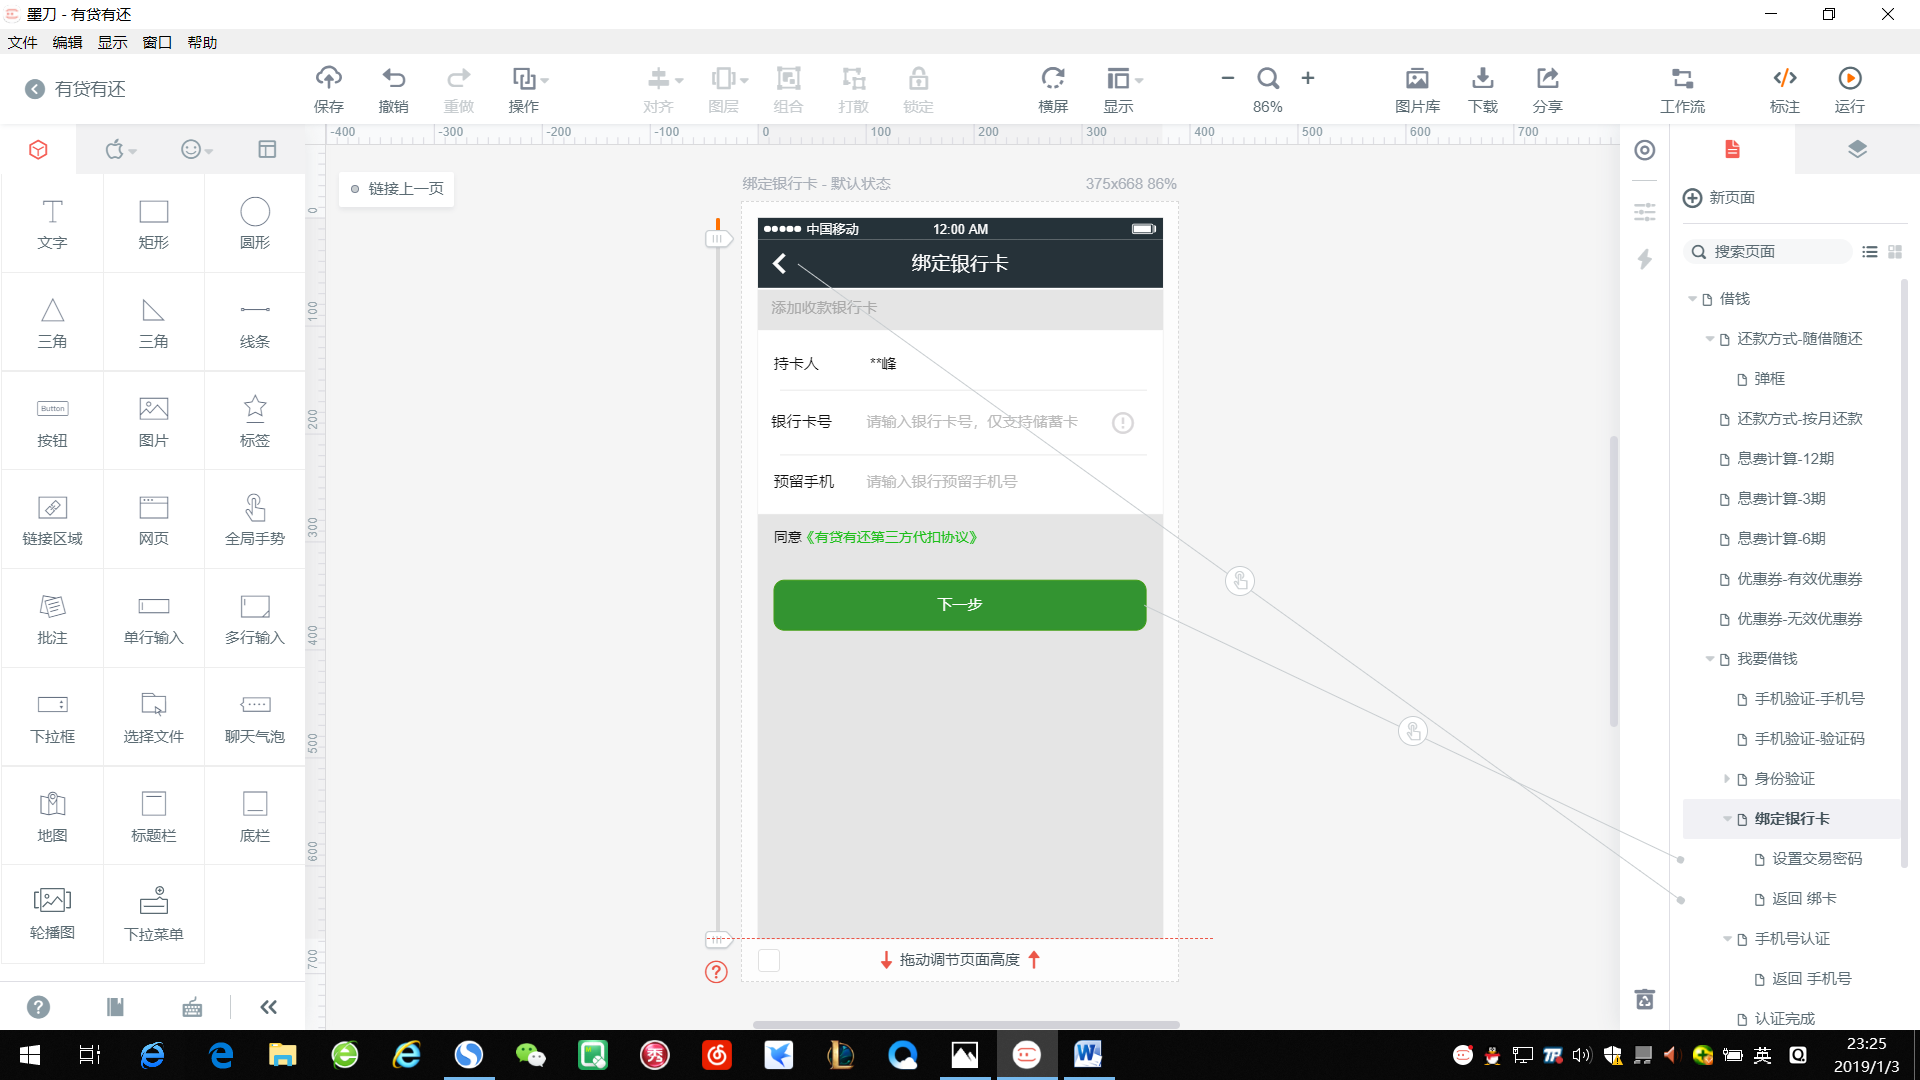 墨刀 - 有贷有还
文件 编辑 显示 窗口 帮助
有贷有还
保存 撤销 重做 操作 对齐 图层 组合 打散 锁定 横屏 显示 86% 图片库 下载 分享 工作流 标注 运行
-400 -300 -200 -100 0 100 200 300 400 500 600 700
0
100
200
300
400
500
600
700
文字 矩形 圆形
三角 三角 线条
Button
按钮 图片 标签
链接区域 网页 全局手势
批注 单行输入 多行输入
下拉框 选择文件 聊天气泡
地图 标题栏 底栏
轮播图 下拉菜单
链接上一页
绑定银行卡 - 默认状态 375x668 86%
中国移动 12:00 AM
绑定银行卡
添加收款银行卡
持卡人 **峰
银行卡号 请输入银行卡号，仅支持储蓄卡
预留手机 请输入银行预留手机号
同意《有贷有还第三方代扣协议》
下一步
拖动调节页面高度
新页面
搜索页面
借钱
还款方式-随借随还
弹框
还款方式-按月还款
息费计算-12期
息费计算-3期
息费计算-6期
优惠券-有效优惠券
优惠券-无效优惠券
我要借钱
手机验证-手机号
手机验证-验证码
身份验证
绑定银行卡
设置交易密码
返回 绑卡
手机号认证
返回 手机号
认证完成
英
23:25
2019/1/3